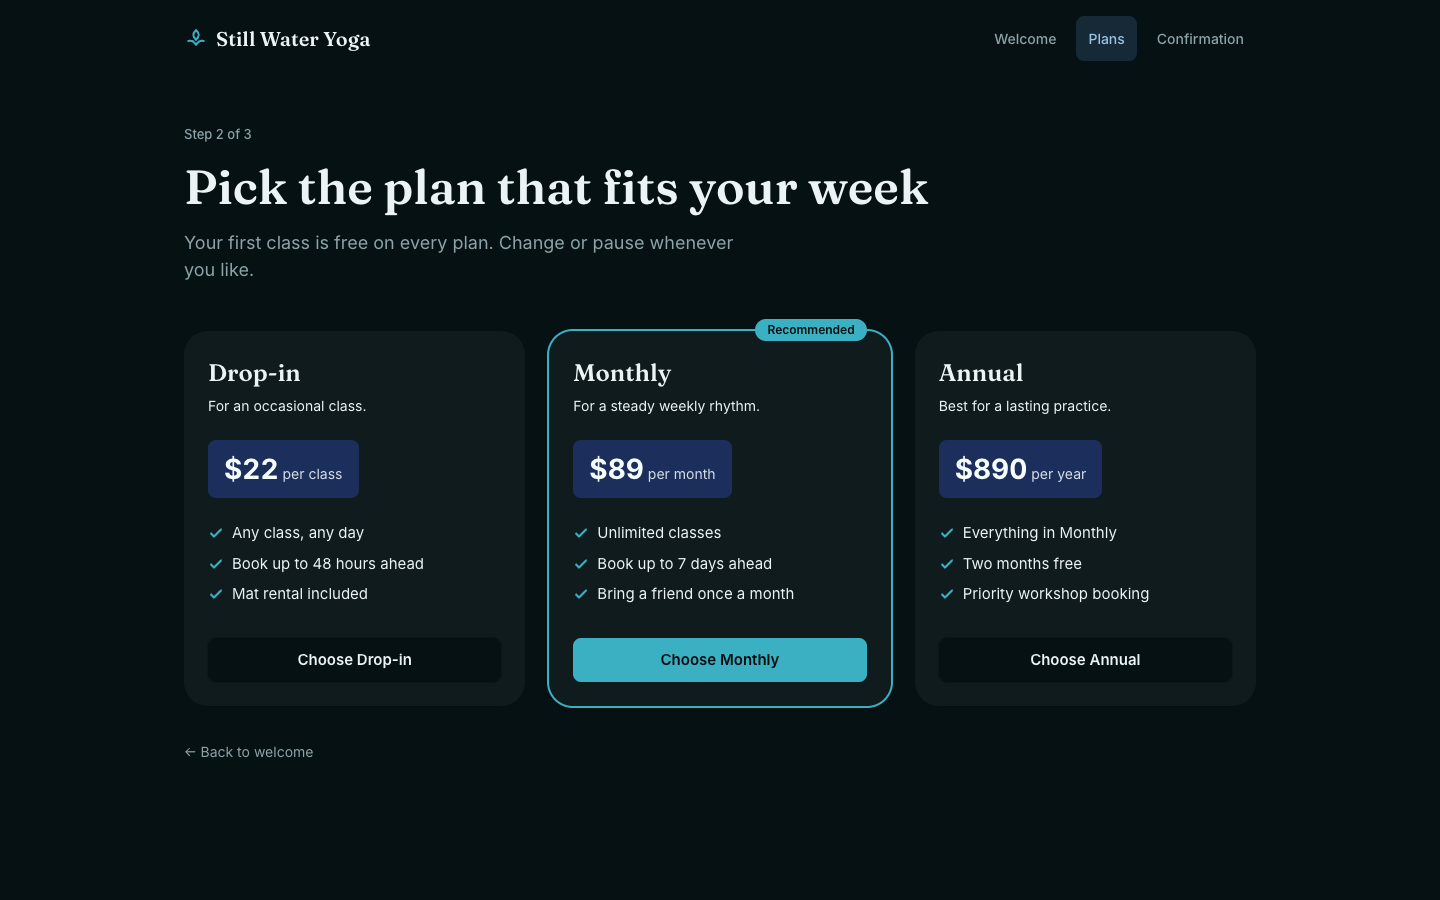 Still Water Yoga
Welcome
Plans
Confirmation
Step 2 of 3
Pick the plan that fits your week
Your first class is free on every plan. Change or pause whenever
you like.
Drop-in
For an occasional class.
$22 per class
Any class, any day
Book up to 48 hours ahead
Mat rental included
Choose Drop-in
Recommended
Monthly
For a steady weekly rhythm.
$89 per month
Unlimited classes
Book up to 7 days ahead
Bring a friend once a month
Choose Monthly
Annual
Best for a lasting practice.
$890 per year
Everything in Monthly
Two months free
Priority workshop booking
Choose Annual
← Back to welcome